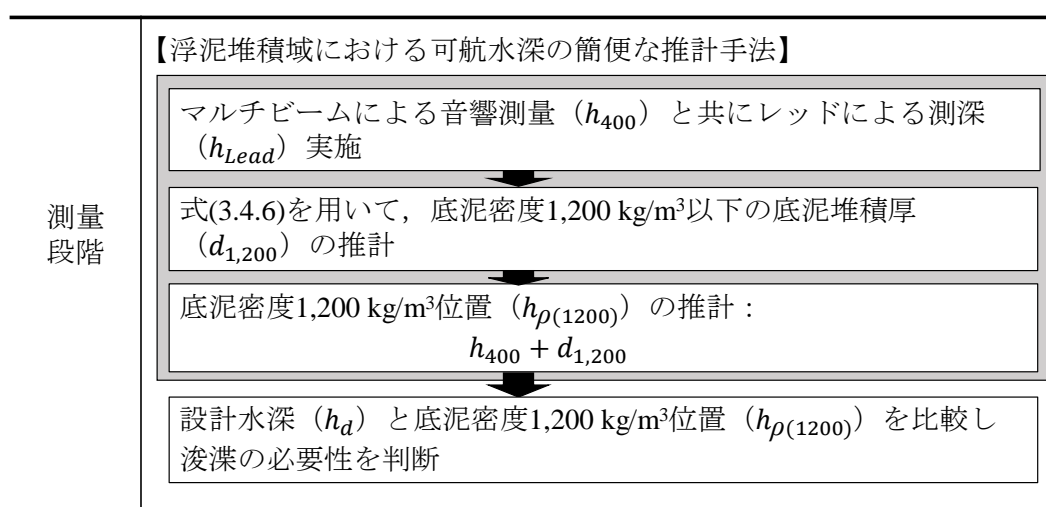 【浮泥堆積域における可航水深の簡便な推計手法】
マルチビームによる音響測量（h₄₀₀）と共にレッドによる測深
（h_Lead）実施
測量
段階
式(3.4.6)を用いて，底泥密度1,200 kg/m³以下の底泥堆積厚
（d₁,₂₀₀）の推計
底泥密度1,200 kg/m³位置（h_ρ(1200)）の推計：
h₄₀₀ + d₁,₂₀₀
設計水深（h_d）と底泥密度1,200 kg/m³位置（h_ρ(1200)）を比較し
浚渫の必要性を判断